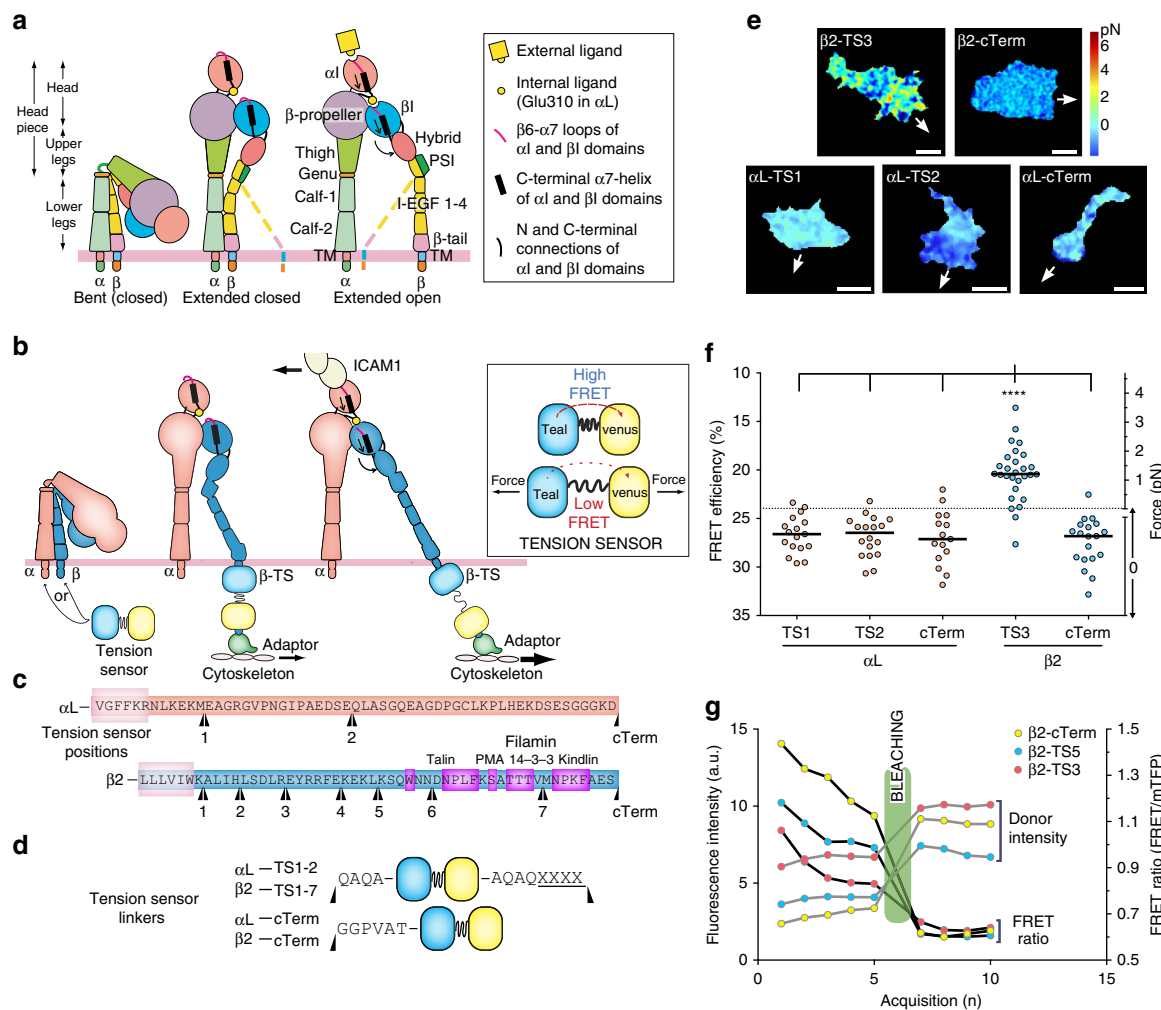 a
Head
Head
piece
Upper
legs
Lower
legs
αI
β-propeller
βI
Hybrid
Thigh
PSI
Genu
Calf-1
I-EGF 1-4
Calf-2
β-tail
TM
TM
α β
α β
α
β
Bent (closed)
Extended closed
Extended open
External ligand
Internal ligand
(Glu310 in αL)
β6-α7 loops of
αI and βI domains
C-terminal α7-helix
of αI and βI domains
N and C-terminal
connections of
αI and βI domains
b
ICAM1
α
β
or
Tension
sensor
α
β-TS
Adaptor
Cytoskeleton
α
β-TS
Adaptor
Cytoskeleton
High
FRET
Teal
venus
Force
Force
Teal
venus
Low
FRET
TENSION SENSOR
c
αL
VGFFKRNLKEKMEAGRGVPNGIPAEDSEQLASGQEAGDPGCLKPLHEKDSESGGGKD
Tension sensor
positions
1
2
cTerm
Talin
PMA
Filamin
14–3–3
Kindlin
β2
LLLVIWKALIHLSDLREYRRFEKEKLKSQWNNDNPLFKSATTTVMNPKFAES
1
2
3
4
5
6
7
cTerm
d
Tension sensor
linkers
αL — TS1-2
β2 — TS1-7
QAQA–
–AQAQXXXX
αL — cTerm
β2 — cTerm
GGPVAT–
e
β2-TS3
β2-cTerm
pN
6
4
2
0
αL-TS1
αL-TS2
αL-cTerm
f
FRET efficiency (%)
10
15
20
25
30
35
****
4
3
2
1
0
Force (pN)
TS1
TS2
cTerm
TS3
cTerm
αL
β2
g
Fluorescence intensity (a.u.)
15
10
5
0
BLEACHING
β2-cTerm
β2-TS5
β2-TS3
Donor
intensity
FRET
ratio
1.5
1.3
1.1
0.9
0.7
0.5
FRET ratio (FRET/mTFP)
0
5
10
15
Acquisition (n)